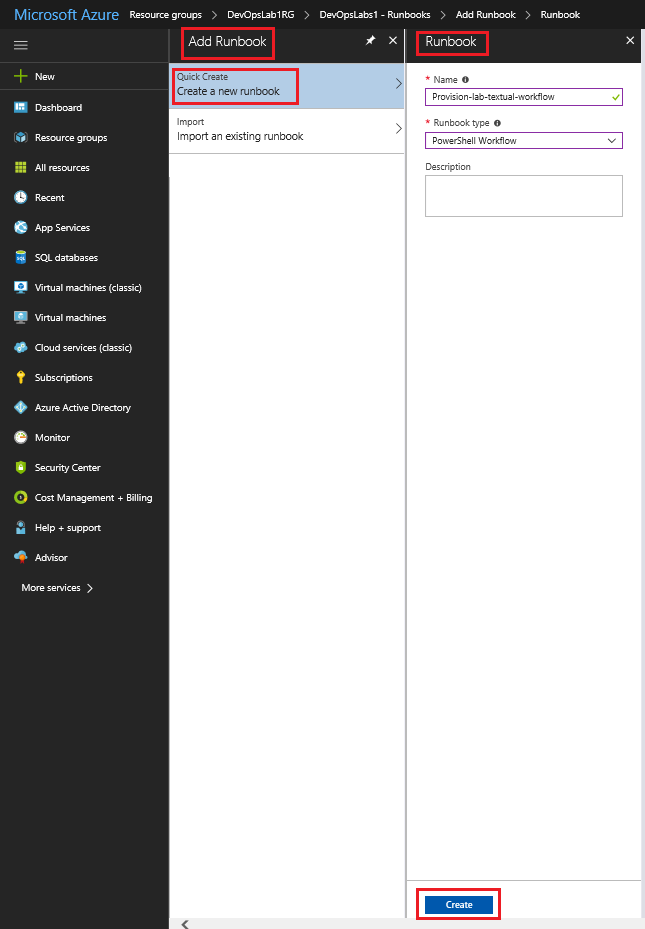 Microsoft Azure Resource groups DevOpsLab1RG DevOpsLabs1 - Runbooks Add Runbook Runbook
New
Dashboard
Resource groups
All resources
Recent
App Services
SQL databases
Virtual machines (classic)
Virtual machines
Cloud services (classic)
Subscriptions
Azure Active Directory
Monitor
Security Center
Cost Management + Billing
Help + support
Advisor
More services
Add Runbook
Quick Create
Create a new runbook
Import
Import an existing runbook
Runbook
* Name
Provision-lab-textual-workflow
* Runbook type
PowerShell Workflow
Description
Create